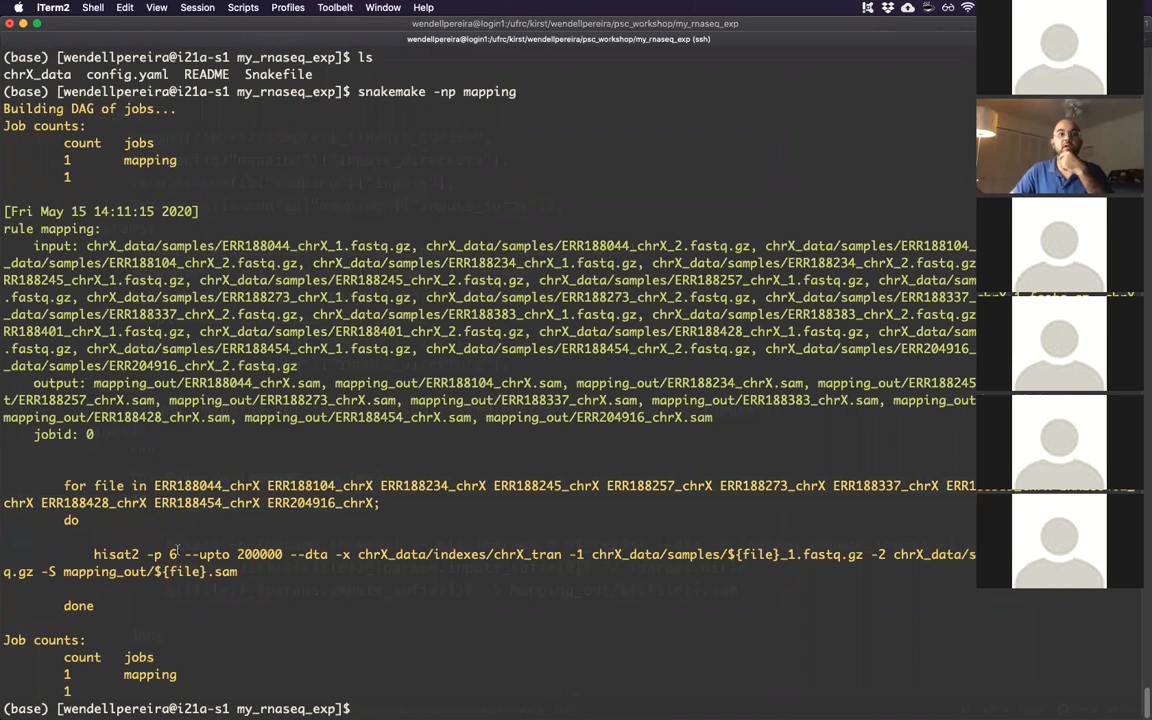 iTerm2 Shell Edit View Session Scripts Profiles Toolbelt Window Help
wendellpereira@login1:/ufrc/kirst/wendellpereira/psc_workshop/my_rnaseq_exp
wendellpereira@login1:/ufrc/kirst/wendellpereira/psc_workshop/my_rnaseq_exp (ssh)
(base) [wendellpereira@i21a-s1 my_rnaseq_exp]$ ls
chrX_data config.yaml README Snakefile
(base) [wendellpereira@i21a-s1 my_rnaseq_exp]$ snakemake -np mapping
Building DAG of jobs...
Job counts:
count jobs
1 mapping
1
[Fri May 15 14:11:15 2020]
rule mapping:
input: chrX_data/samples/ERR188044_chrX_1.fastq.gz, chrX_data/samples/ERR188044_chrX_2.fastq.gz, chrX_data/samples/ERR188104_
_data/samples/ERR188104_chrX_2.fastq.gz, chrX_data/samples/ERR188234_chrX_1.fastq.gz, chrX_data/samples/ERR188234_chrX_2.fastq.gz
RR188245_chrX_1.fastq.gz, chrX_data/samples/ERR188245_chrX_2.fastq.gz, chrX_data/samples/ERR188257_chrX_1.fastq.gz, chrX_data/sam
.fastq.gz, chrX_data/samples/ERR188273_chrX_1.fastq.gz, chrX_data/samples/ERR188273_chrX_2.fastq.gz, chrX_data/samples/ERR188337_
_data/samples/ERR188337_chrX_2.fastq.gz, chrX_data/samples/ERR188383_chrX_1.fastq.gz, chrX_data/samples/ERR188383_chrX_2.fastq.gz
RR188401_chrX_1.fastq.gz, chrX_data/samples/ERR188401_chrX_2.fastq.gz, chrX_data/samples/ERR188428_chrX_1.fastq.gz, chrX_data/sam
.fastq.gz, chrX_data/samples/ERR188454_chrX_1.fastq.gz, chrX_data/samples/ERR188454_chrX_2.fastq.gz, chrX_data/samples/ERR204916_
_data/samples/ERR204916_chrX_2.fastq.gz
output: mapping_out/ERR188044_chrX.sam, mapping_out/ERR188104_chrX.sam, mapping_out/ERR188234_chrX.sam, mapping_out/ERR188245
t/ERR188257_chrX.sam, mapping_out/ERR188273_chrX.sam, mapping_out/ERR188337_chrX.sam, mapping_out/ERR188383_chrX.sam, mapping_out
mapping_out/ERR188428_chrX.sam, mapping_out/ERR188454_chrX.sam, mapping_out/ERR204916_chrX.sam
jobid: 0
for file in ERR188044_chrX ERR188104_chrX ERR188234_chrX ERR188245_chrX ERR188257_chrX ERR188273_chrX ERR188337_chrX ERR1
chrX ERR188428_chrX ERR188454_chrX ERR204916_chrX;
do
hisat2 -p 6 --upto 200000 --dta -x chrX_data/indexes/chrX_tran -1 chrX_data/samples/${file}_1.fastq.gz -2 chrX_data/s
q.gz -S mapping_out/${file}.sam
done
Job counts:
count jobs
1 mapping
1
(base) [wendellpereira@i21a-s1 my_rnaseq_exp]$